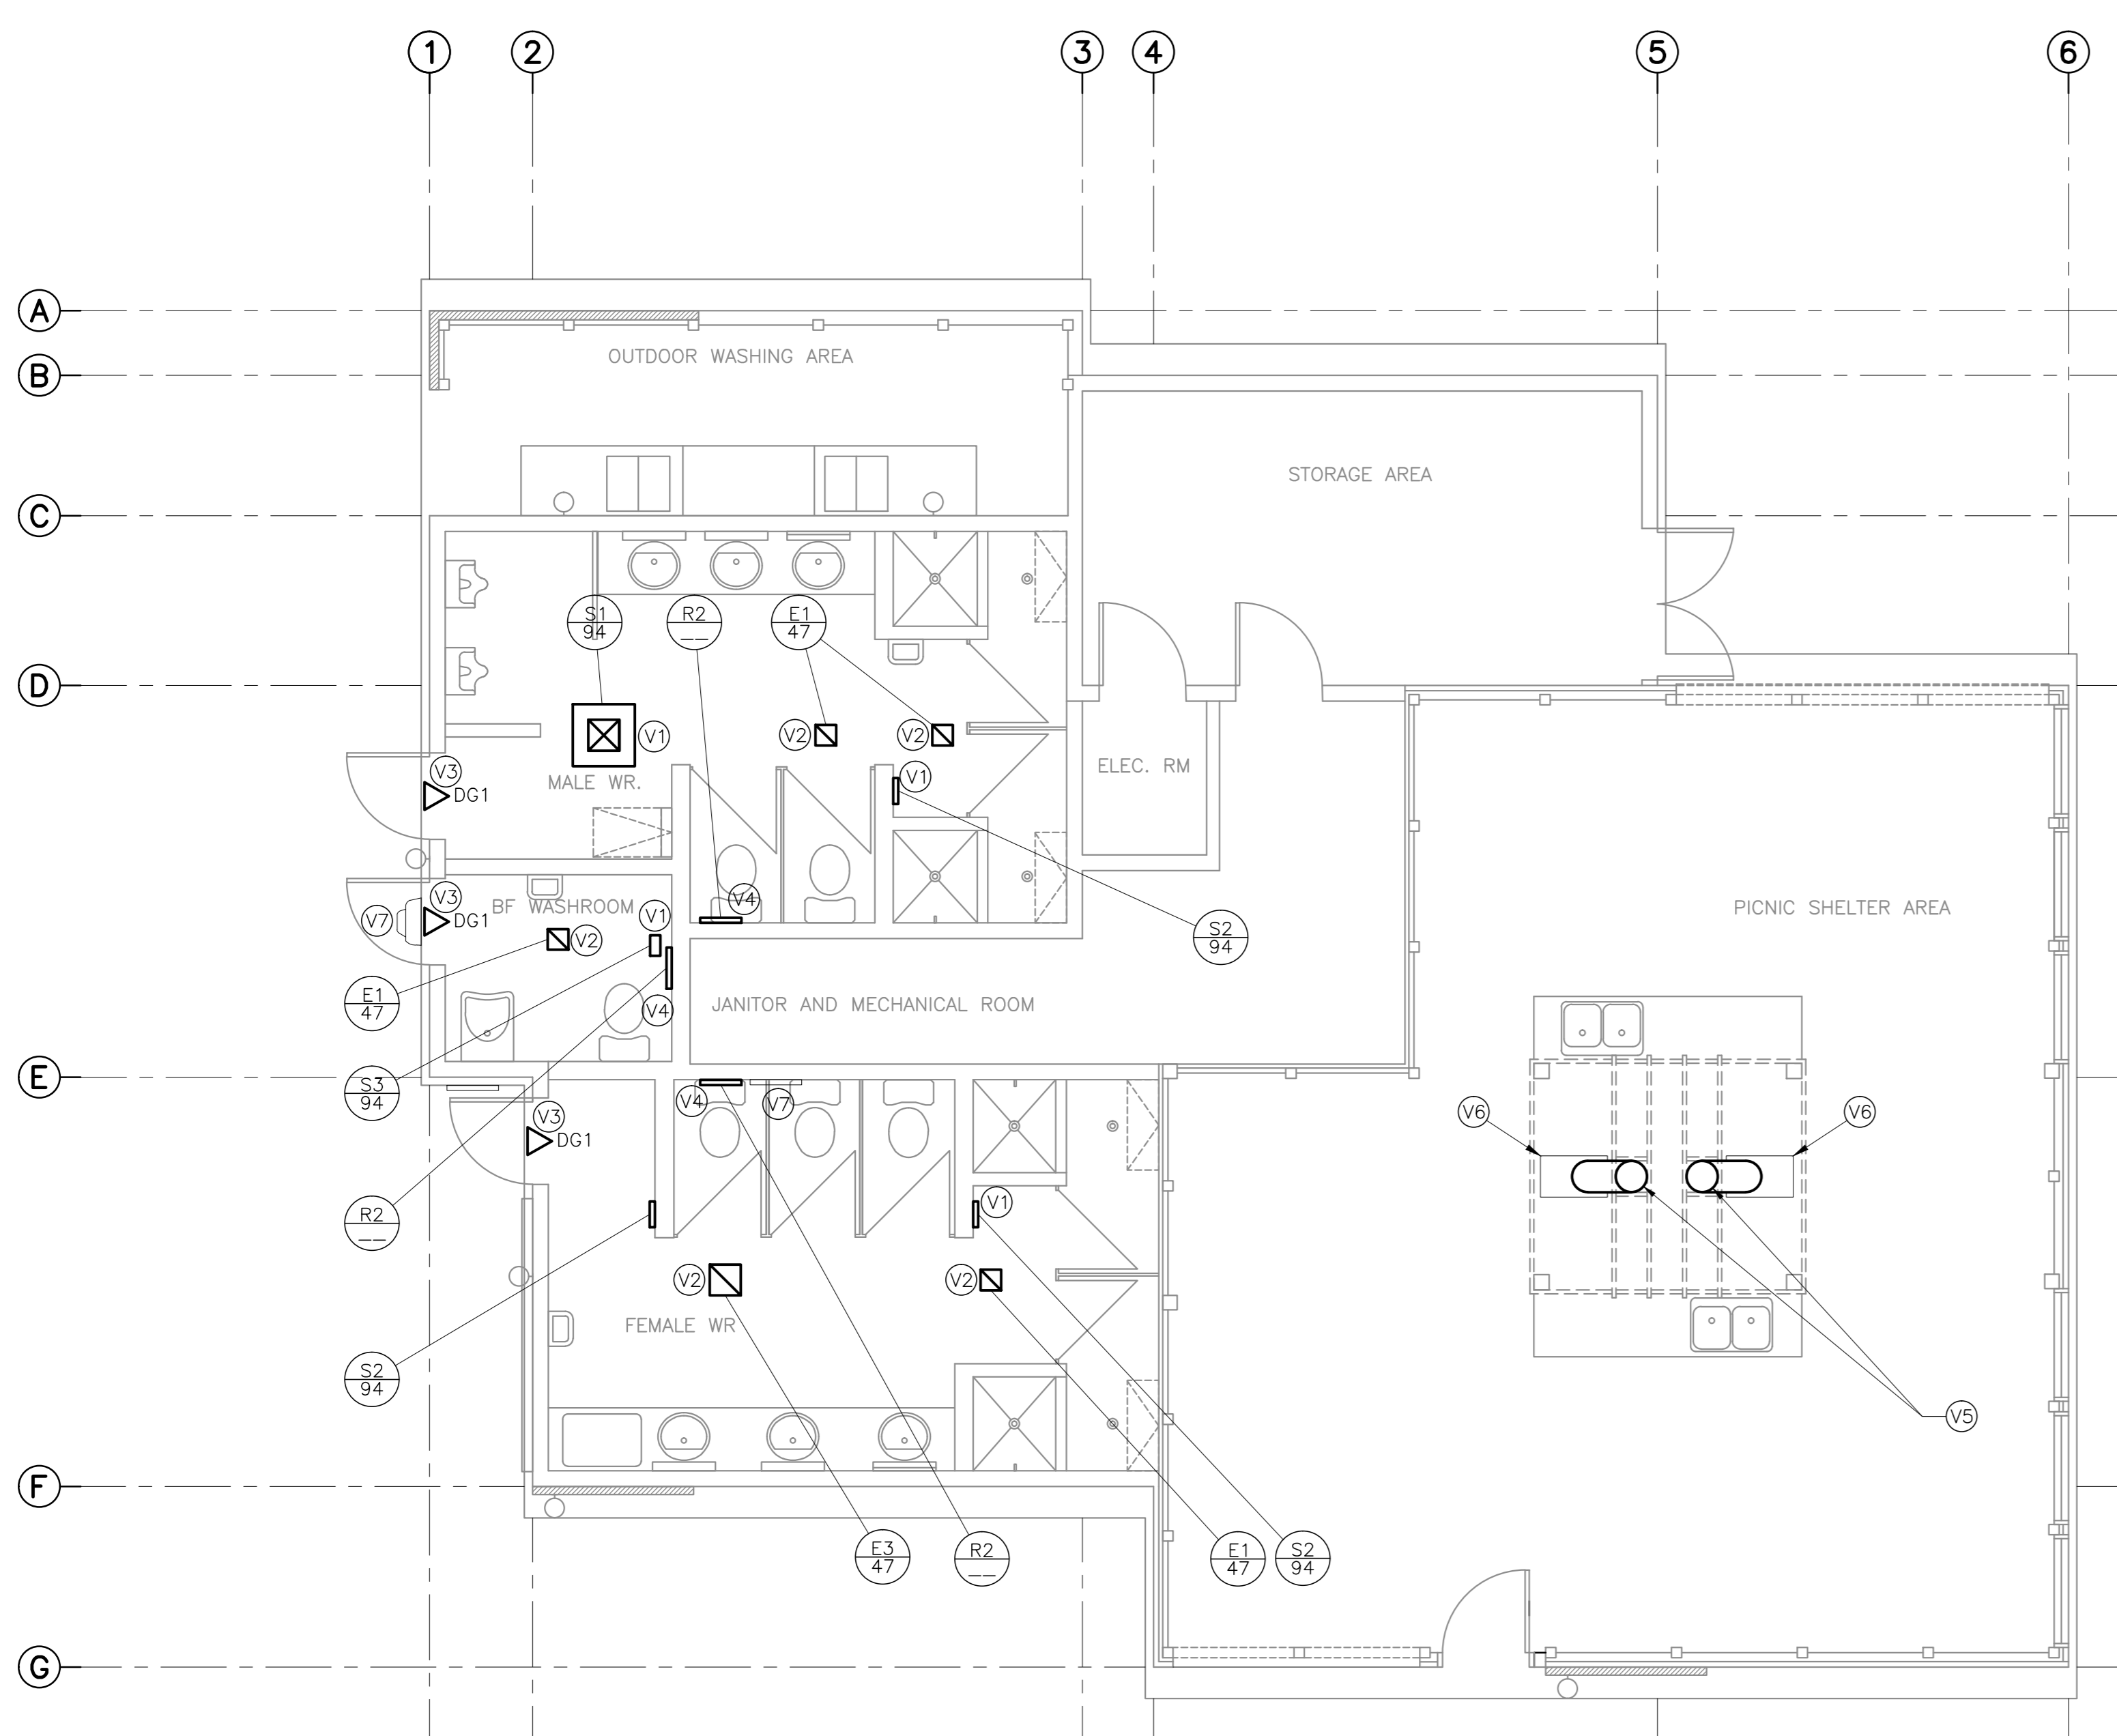 1 2 3 4 5 6
A
B
OUTDOOR WASHING AREA
STORAGE AREA
C
S1
94
R2
__ __
E1
47
D
V1
V2
V2
ELEC. RM
V3
DG1
MALE WR.
V1
V3
DG1
V7
BF WASHROOM
V4
V1
V2
PICNIC SHELTER AREA
S2
94
E1
47
V4
JANITOR AND MECHANICAL ROOM
E
S3
94
V4
V7
V3
DG1
V6
V6
R2
__ __
V1
V2
V2
FEMALE WR
S2
94
V5
F
E3
47
R2
__ __
E1
47
S2
94
G